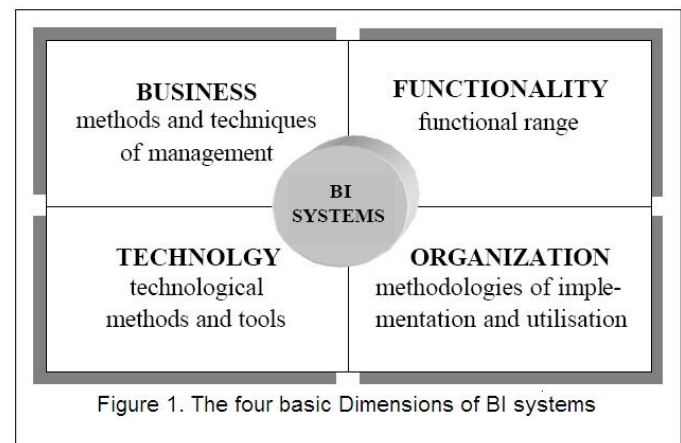 BUSINESS
methods and techniques
of management
FUNCTIONALITY
functional range
BI
SYSTEMS
TECHNOLGY
technological
methods and tools
ORGANIZATION
methodologies of imple-
mentation and utilisation
Figure 1. The four basic Dimensions of BI systems